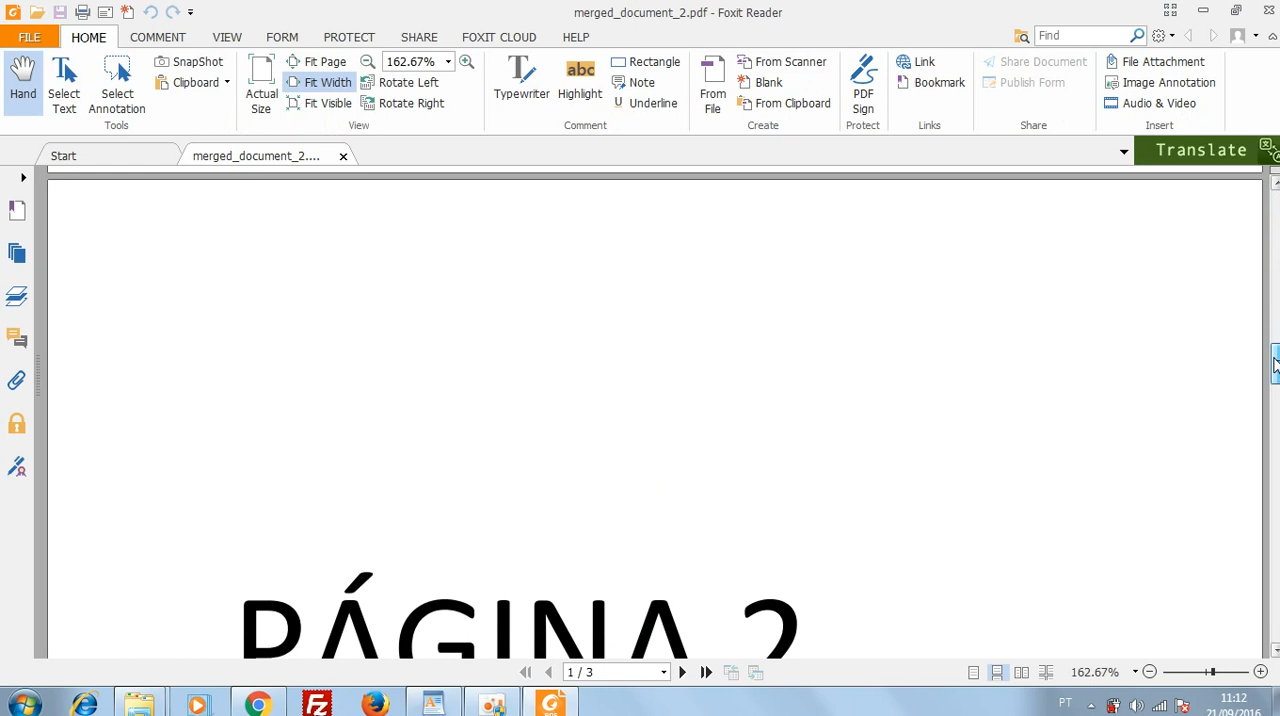 merged_document_2.pdf - Foxit Reader
FILE HOME COMMENT VIEW FORM PROTECT SHARE FOXIT CLOUD HELP Find
Hand
Select Text
Select Annotation
SnapShot
Clipboard
Tools
Actual Size
Fit Page
Fit Width
Fit Visible
162.67%
Rotate Left
Rotate Right
View
Typewriter
abc
Highlight
Rectangle
Note
Underline
Comment
From File
From Scanner
Blank
From Clipboard
Create
PDF Sign
Protect
Link
Bookmark
Links
Share Document
Publish Form
Share
File Attachment
Image Annotation
Audio & Video
Insert
Start merged_document_2.... Translate
PÁGINA 2
1 / 3 162.67%
PT 11:12
21/09/2016